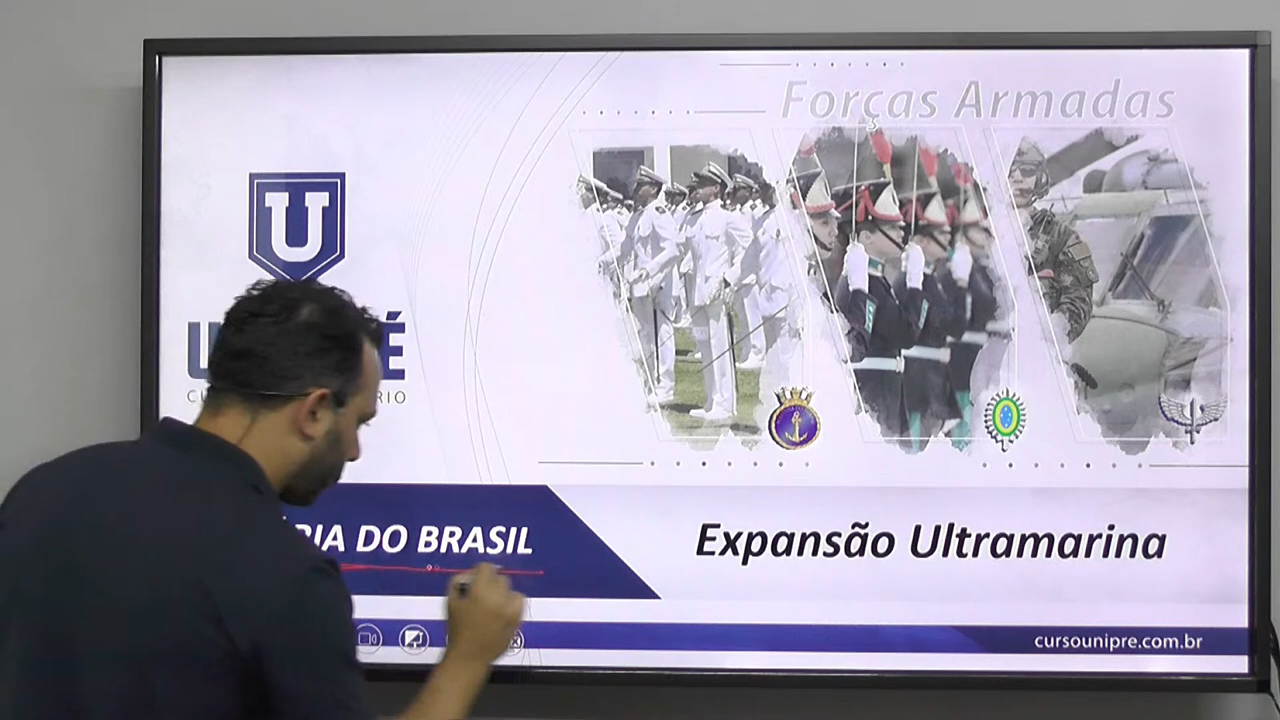 Forças Armadas
U
DO BRASIL
Expansão Ultramarina
cursounipre.com.br